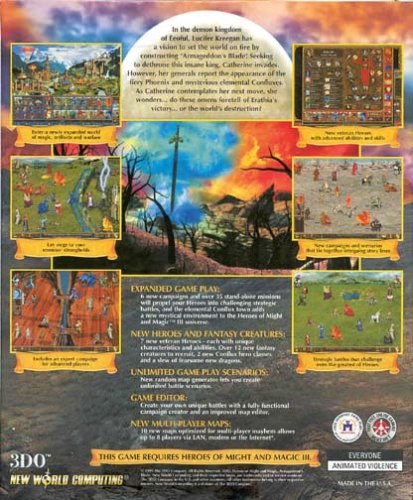 In the demon kingdom
of Eeoful, Lucifer Kreegan has
a vision to set the world on fire by
constructing "Armageddon's Blade". Seeking
to dethrone this insane king, Catherine invades.
However, her generals report the appearance of the
fiery Phoenix and mysterious elemental Confluxes.
As Catherine contemplates her next move, she
wonders... do these omens foretell of Erathia's
victory... or the world's destruction?
Enter a newly expanded world
of magic, artifacts and warfare
New veteran Heroes
with advanced abilities and skills
Lay siege to your
enemies' strongholds
New campaigns and scenarios
that tie together intriguing story lines
Includes an expert campaign
for advanced players
Strategic battles that challenge
even the greatest of Heroes
EXPANDED GAME PLAY:
6 new campaigns and over 35 stand-alone missions
will propel your Heroes into challenging strategic
battles, and the elemental Conflux town adds
a new mystical environment to the Heroes of Might
and Magic™ III universe.
NEW HEROES AND FANTASY CREATURES:
7 new veteran Heroes - each with unique
characteristics and abilities. Over 12 new fantasy
creatures to recruit, 2 new Conflux hero classes
and a slew of fearsome new dragons.
UNLIMITED GAME PLAY SCENARIOS:
New random map generator lets you create
unlimited battle scenarios.
GAME EDITOR:
Create your own unique battles with a fully functional
campaign creator and an improved map editor.
NEW MULTI-PLAYER MAPS:
10 new maps optimized for multi-player mayhem allows
up to 8 players via LAN, modem or the Internet.
THIS GAME REQUIRES HEROES OF MIGHT AND MAGIC III.
3DO™
NEW WORLD COMPUTING
EVERYONE
ANIMATED VIOLENCE
MADE IN THE U.S.A.